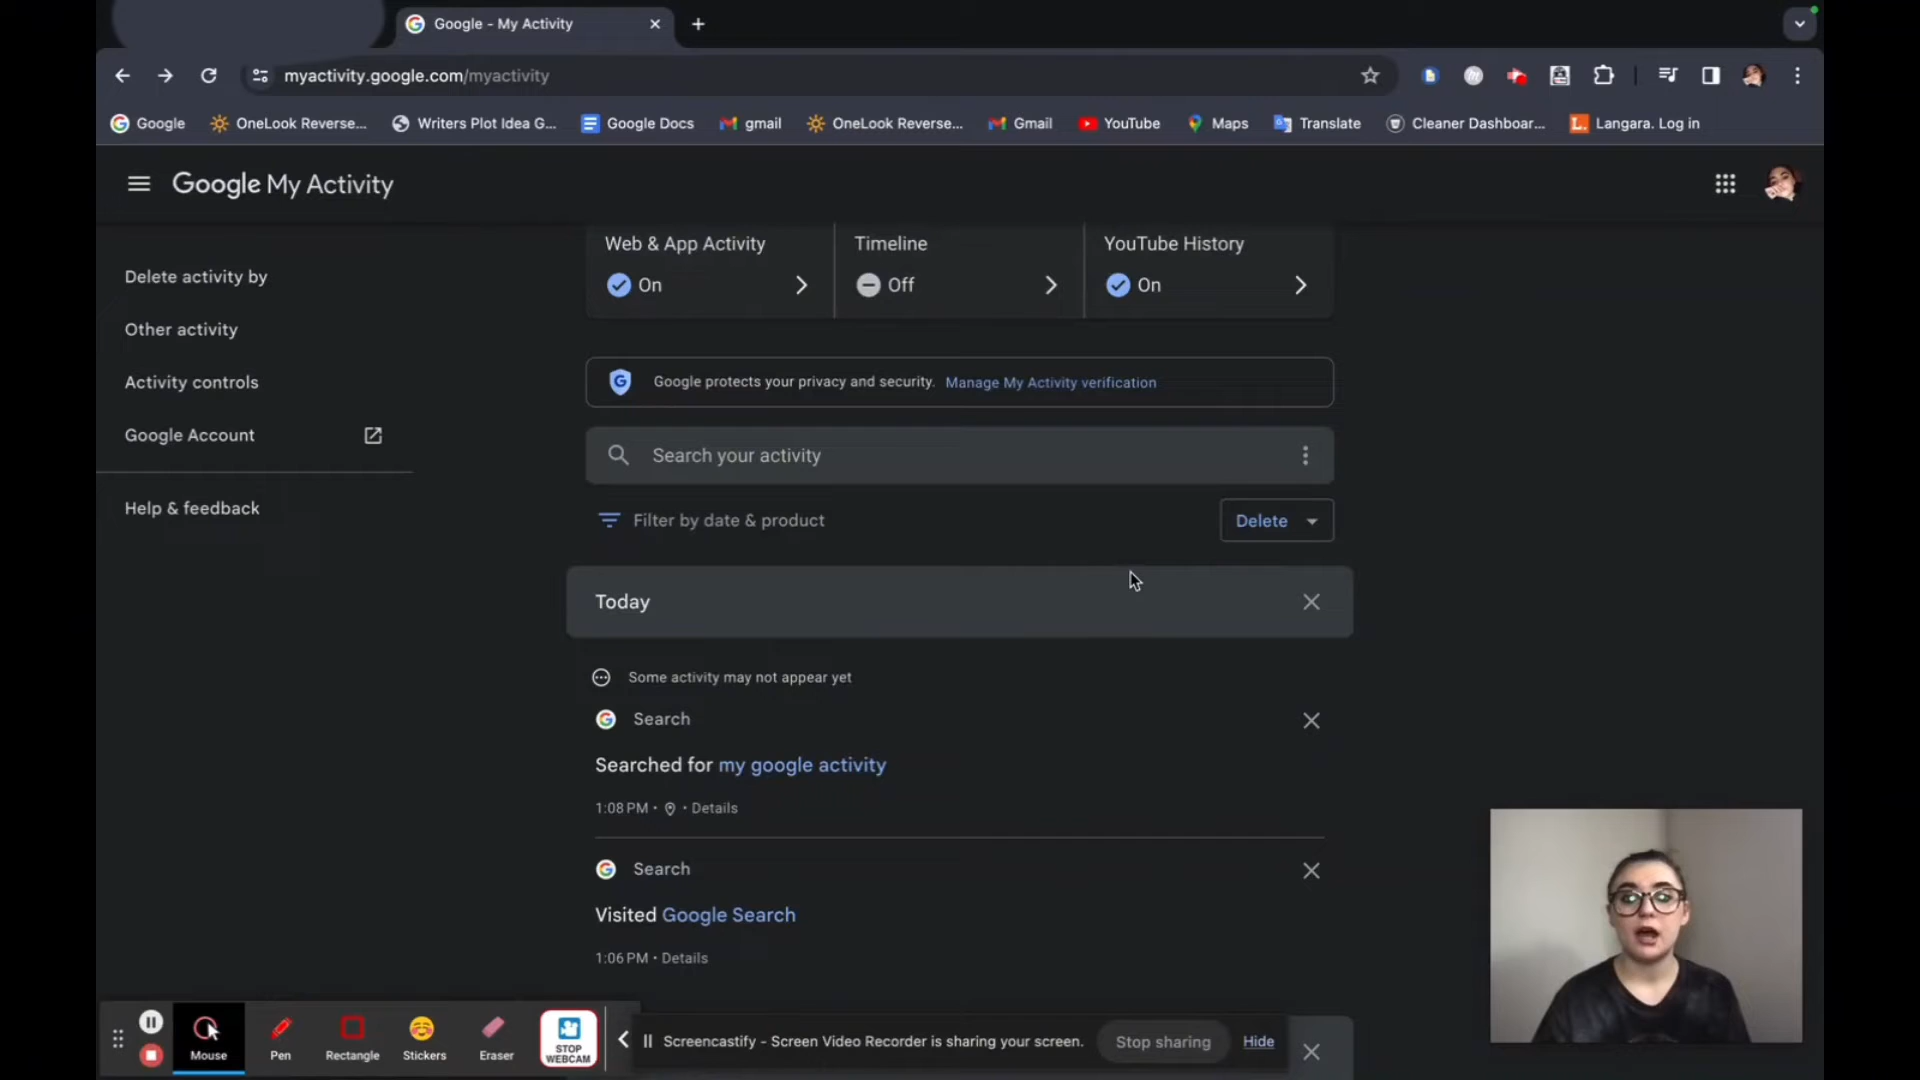 Google - My Activity
myactivity.google.com/myactivity
Google
OneLook Reverse...
Writers Plot Idea G...
Google Docs
gmail
OneLook Reverse...
Gmail
YouTube
Maps
Translate
Cleaner Dashboar...
Langara. Log in
Google My Activity
Delete activity by
Other activity
Activity controls
Google Account
Help & feedback
Web & App Activity
On
Timeline
Off
YouTube History
On
Google protects your privacy and security. Manage My Activity verification
Search your activity
Filter by date & product
Delete
Today
Some activity may not appear yet
Search
Searched for my google activity
1:08 PM • • Details
Search
Visited Google Search
1:06 PM • Details
Mouse
Pen
Rectangle
Stickers
Eraser
STOP
WEBCAM
Screencastify - Screen Video Recorder is sharing your screen.
Stop sharing
Hide